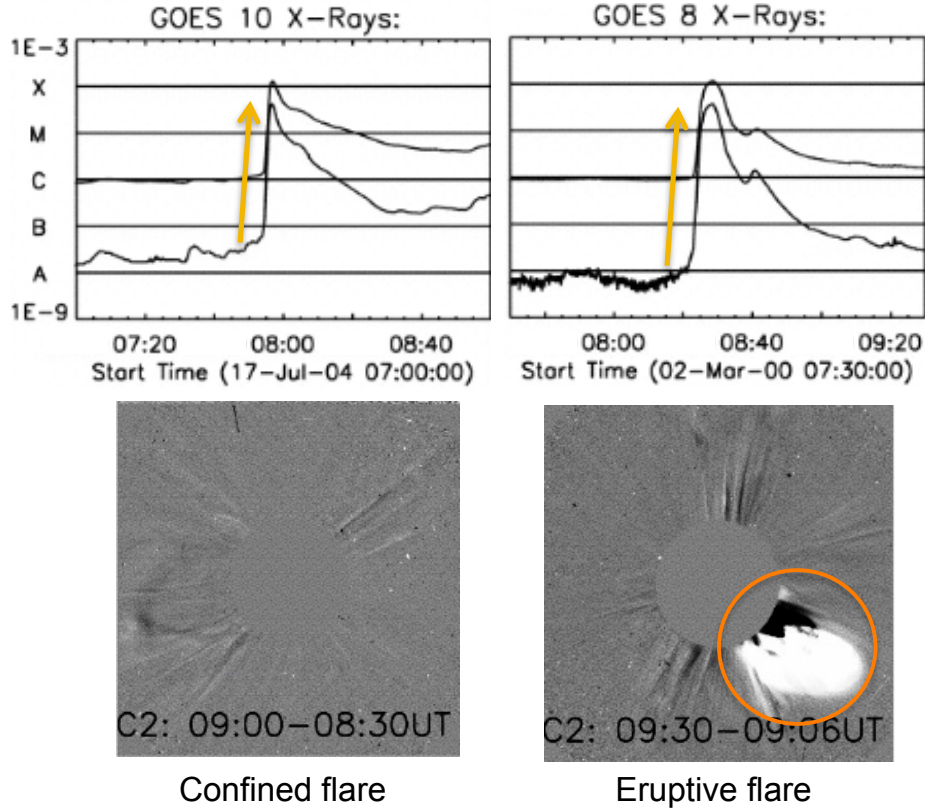 GOES 10 X-Rays:
GOES 8 X-Rays:
1E-3
X
M
C
B
A
1E-9
07:20 08:00 08:40
Start Time (17-Jul-04 07:00:00)
08:00 08:40 09:20
Start Time (02-Mar-00 07:30:00)
C2: 09:00-08:30UT
C2: 09:30-09:06UT
Confined flare
Eruptive flare